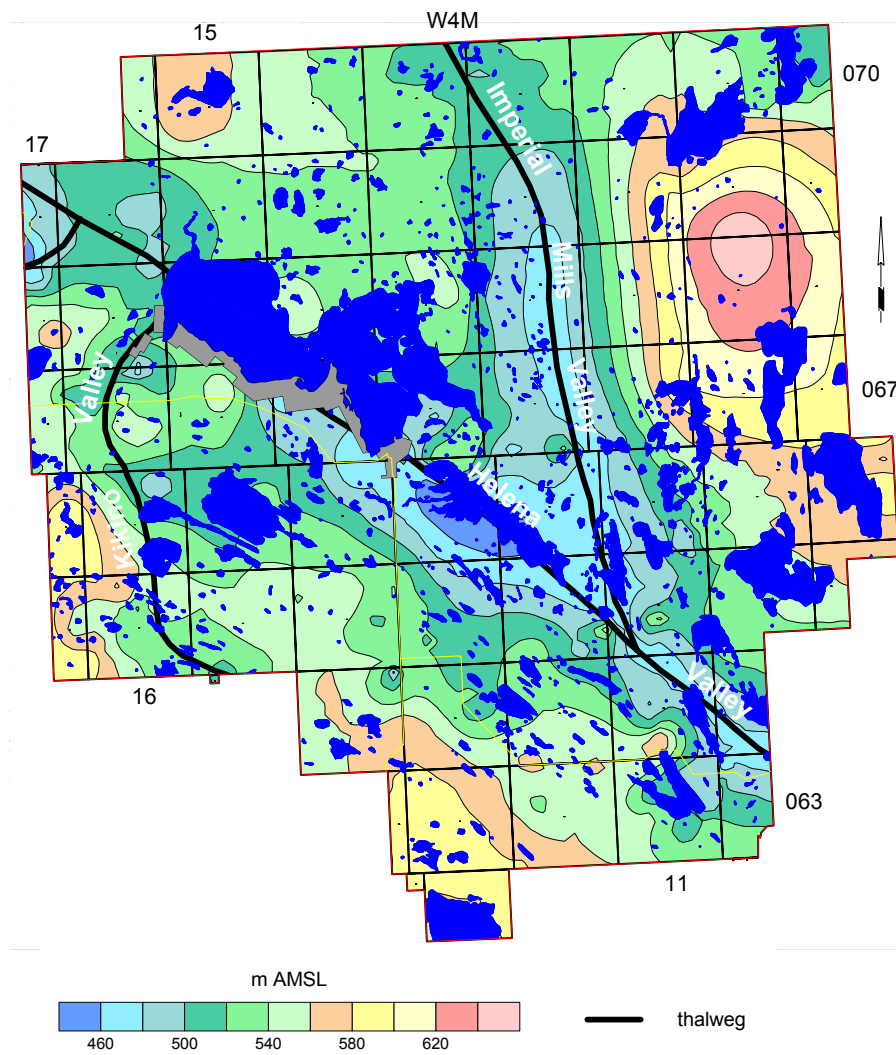 W4M
15
070
17
Imperial
Mills
Valley
067
Valley
Kikino
Helena
Valley
16
063
11
m AMSL
460 500 540 580 620
thalweg